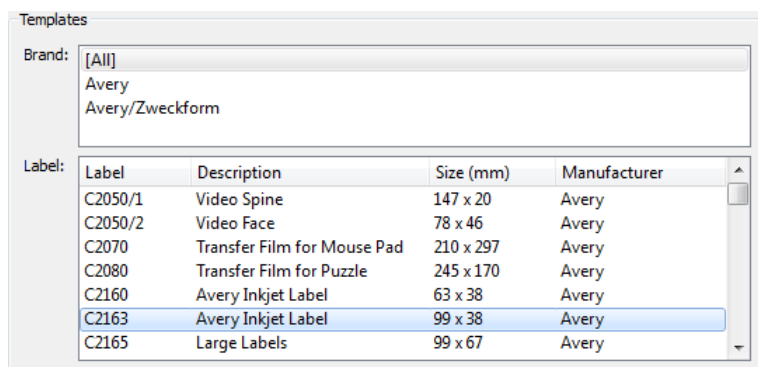 Templates
Brand: [All]
Avery
Avery/Zweckform
Label: Label Description Size (mm) Manufacturer
C2050/1 Video Spine 147 x 20 Avery
C2050/2 Video Face 78 x 46 Avery
C2070 Transfer Film for Mouse Pad 210 x 297 Avery
C2080 Transfer Film for Puzzle 245 x 170 Avery
C2160 Avery Inkjet Label 63 x 38 Avery
C2163 Avery Inkjet Label 99 x 38 Avery
C2165 Large Labels 99 x 67 Avery